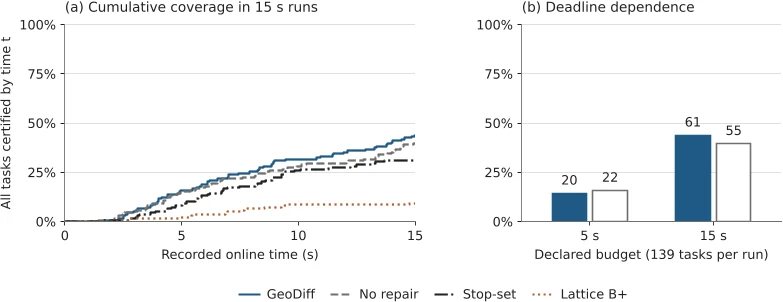 (a) Cumulative coverage in 15 s runs
All tasks certified by time t
100%
75%
50%
25%
0%
0
5
10
15
Recorded online time (s)
(b) Deadline dependence
100%
75%
50%
25%
0%
20
22
61
55
5 s
15 s
Declared budget (139 tasks per run)
GeoDiff
No repair
Stop-set
Lattice B+